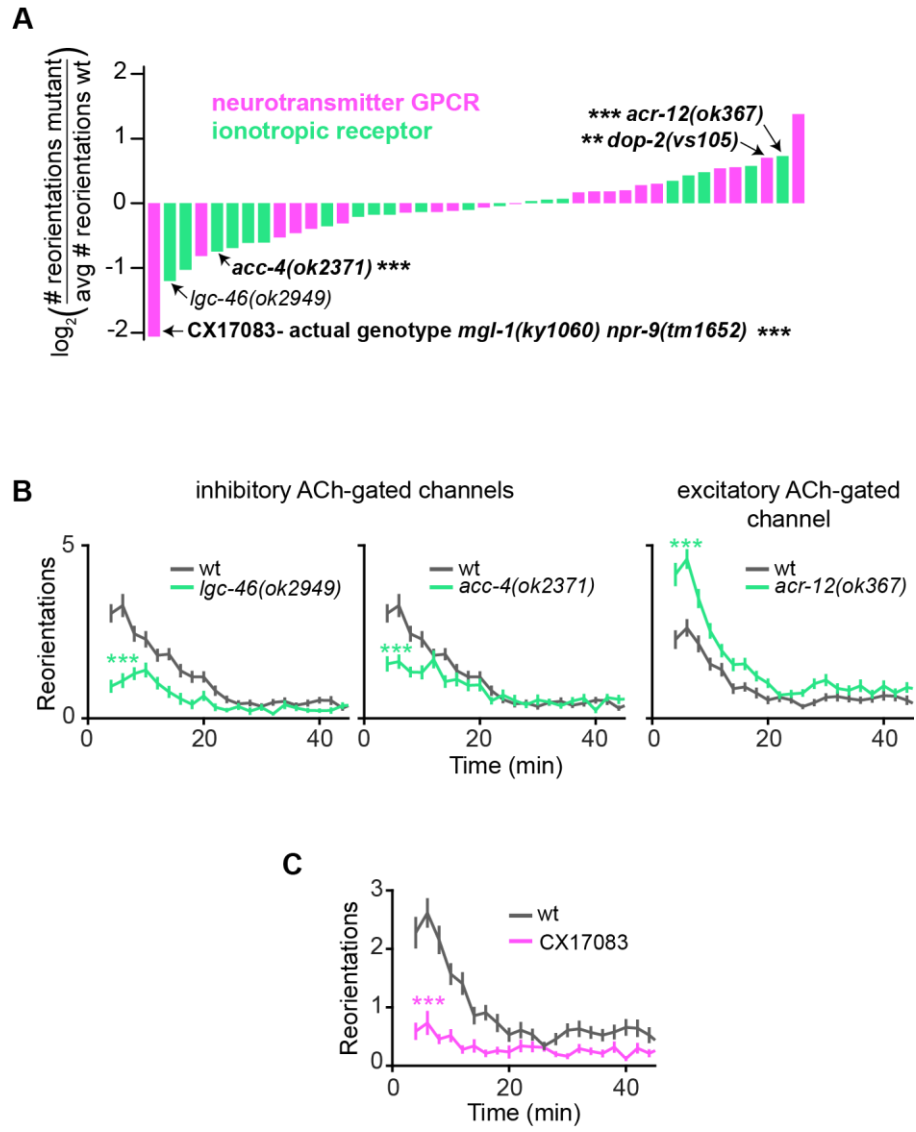 A
log2(# reorientations mutant / avg # reorientations wt)
2
1
0
-1
-2
neurotransmitter GPCR
ionotropic receptor
*** acr-12(ok367)
** dop-2(vs105)
acc-4(ok2371) ***
lgc-46(ok2949)
CX17083- actual genotype mgl-1(ky1060) npr-9(tm1652) ***
B
inhibitory ACh-gated channels
excitatory ACh-gated
channel
Reorientations
5
0
wt
lgc-46(ok2949)
***
0
20
40
wt
acc-4(ok2371)
***
0
20
40
wt
acr-12(ok367)
***
0
20
40
Time (min)
C
Reorientations
3
2
1
0
wt
CX17083
***
0
20
40
Time (min)